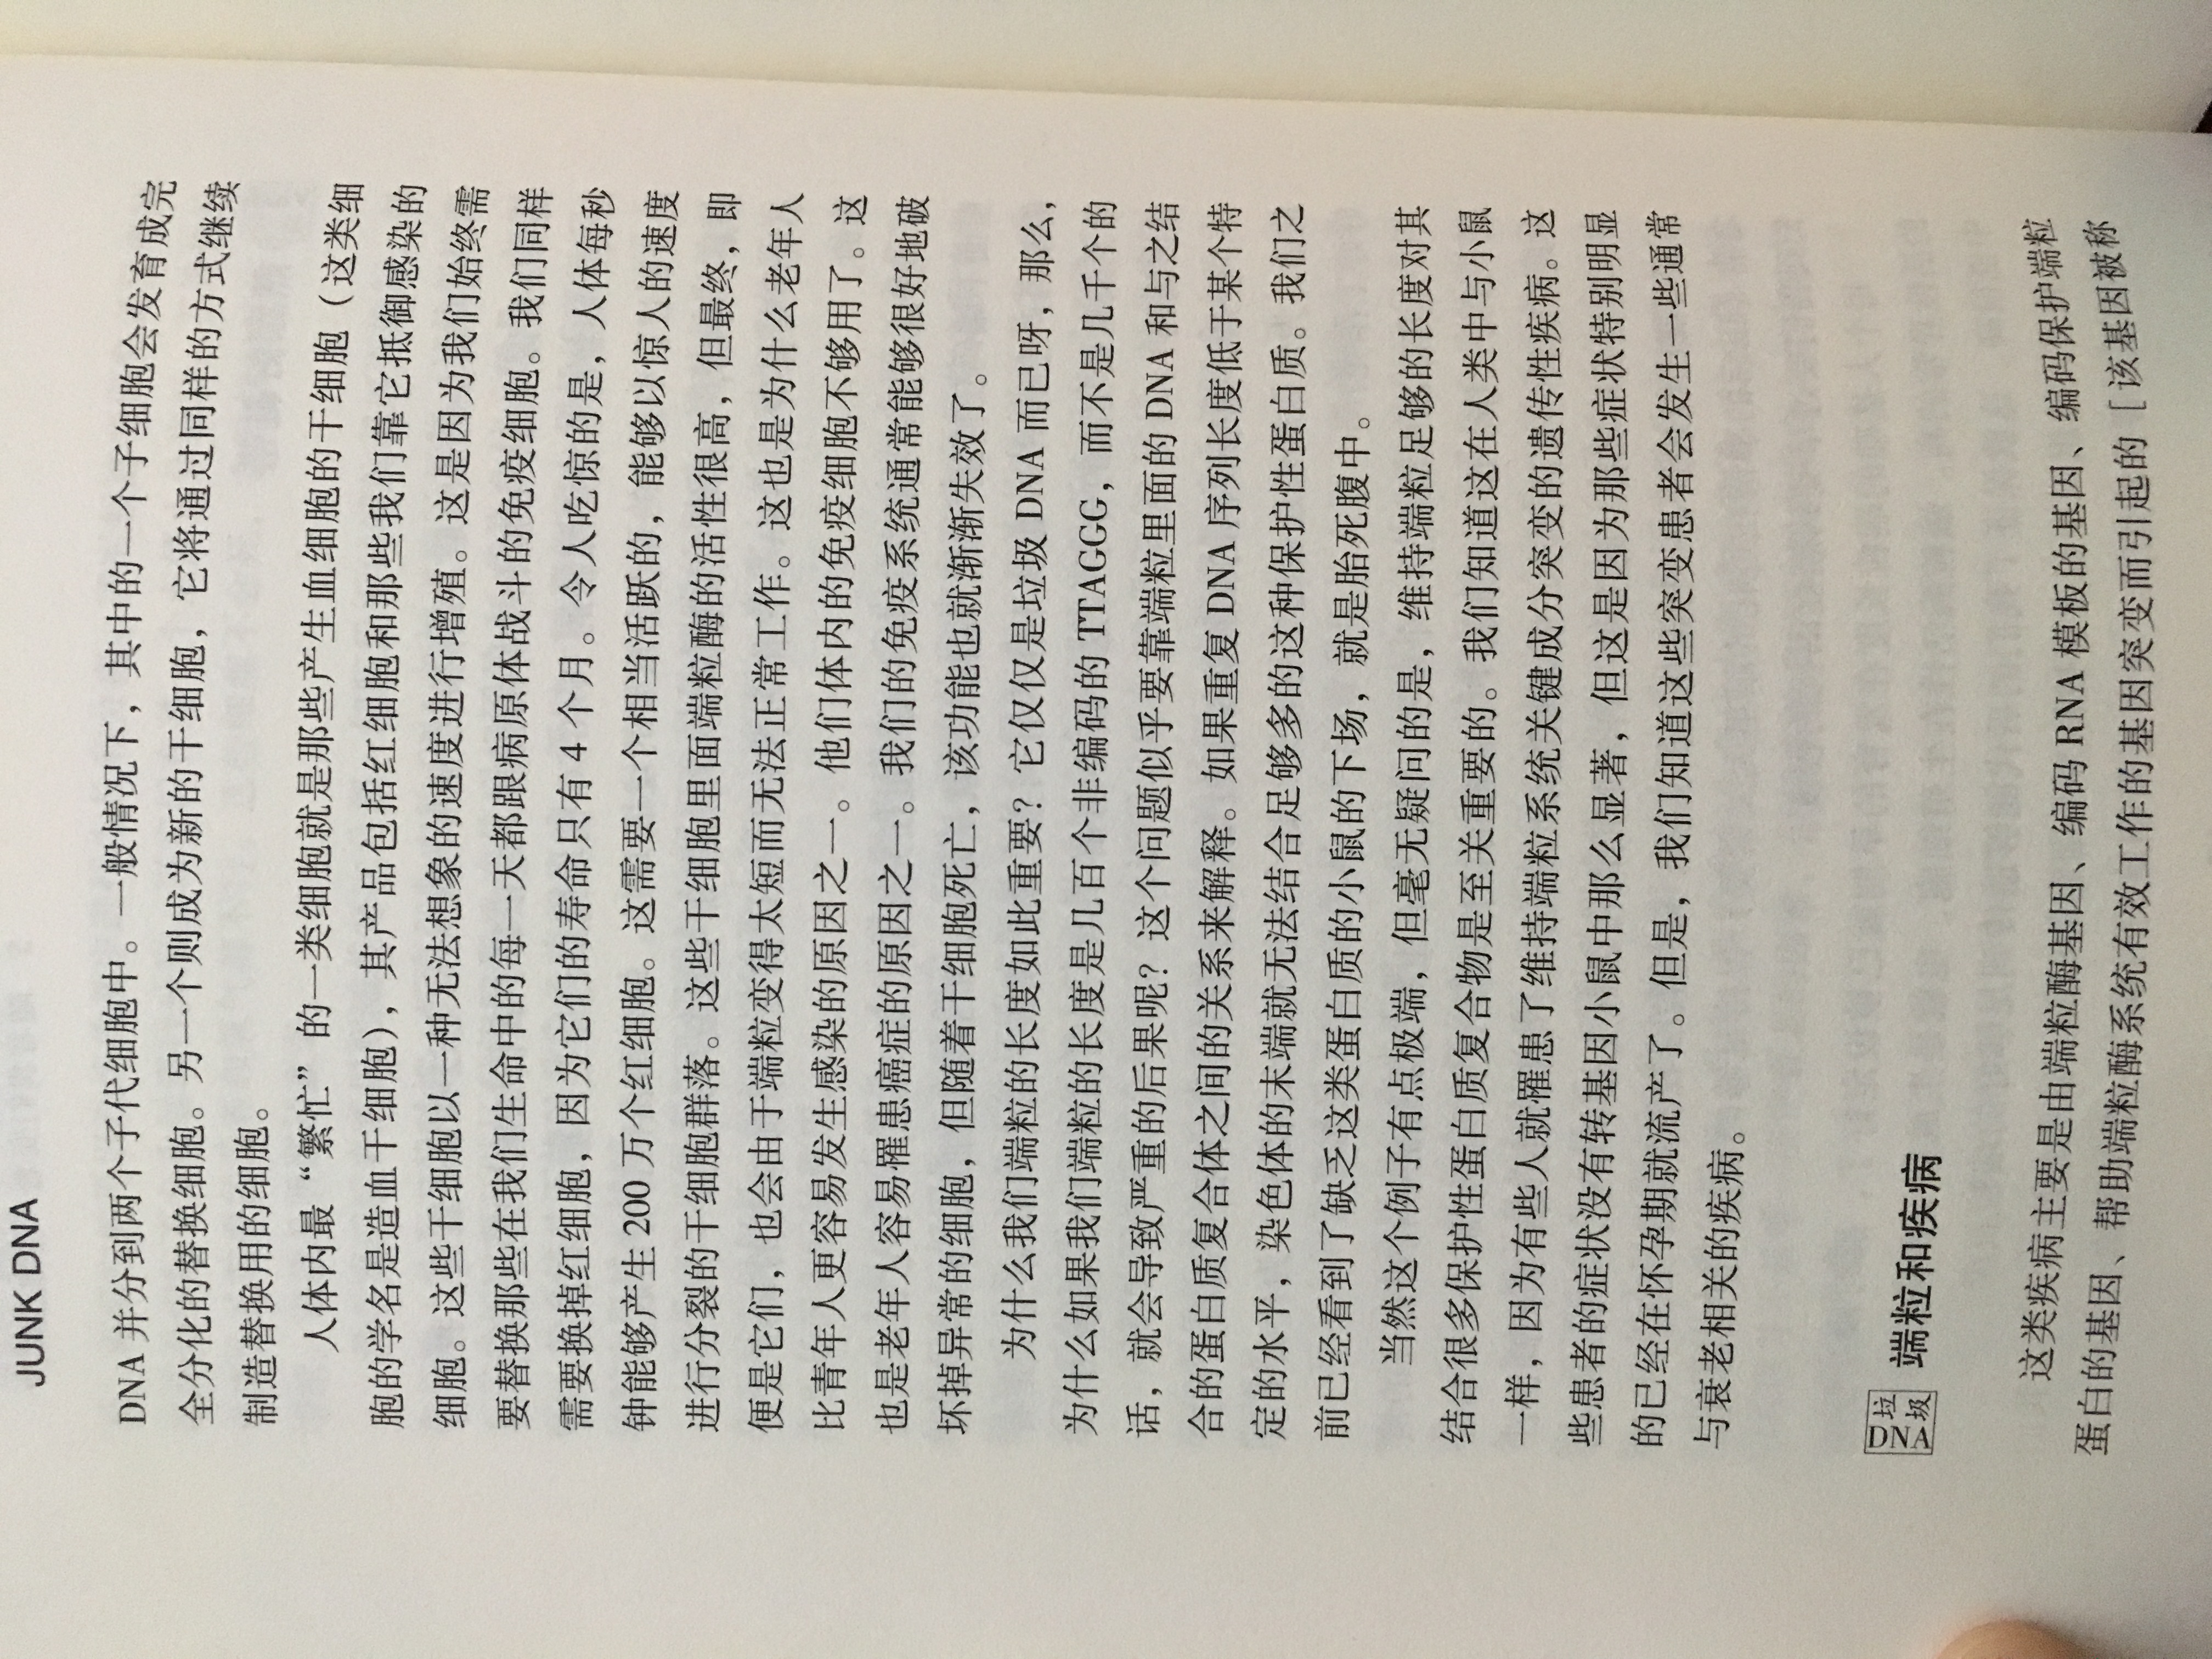 JUNK DNA
DNA 并分到两个子代细胞中。一般情况下，其中的一个子细胞会发育成完
全分化的替换细胞。另一个则成为新的干细胞，它将通过同样的方式继续
制造替换用的细胞。
人体内最“繁忙”的一类细胞就是那些产生血细胞的干细胞（这类细
胞的学名是造血干细胞），其产品包括红细胞和那些我们靠它抵御感染的
细胞。这些干细胞以一种无法想象的速度进行增殖。这是因为我们始终需
要替换那些在我们生命中的每一天都跟病原体战斗的免疫细胞。我们同样
需要换掉红细胞，因为它们的寿命只有 4 个月。令人吃惊的是，人体每秒
钟能够产生 200 万个红细胞。这需要一个相当活跃的，能够以惊人的速度
进行分裂的干细胞群落。这些干细胞里面端粒酶的活性很高，但最终，即
便是它们，也会由于端粒变得太短而无法正常工作。这也是为什么老年人
比青年人更容易发生感染的原因之一。他们体内的免疫细胞不够用了。这
也是老年人容易罹患癌症的原因之一。我们的免疫系统通常能够很好地破
坏掉异常的细胞，但随着干细胞死亡，该功能也就渐渐失效了。
为什么我们端粒的长度如此重要？它仅仅是垃圾 DNA 而已呀，那么，
为什么如果我们端粒的长度是几百个非编码的 TTAGGG，而不是几千个的
话，就会导致严重的后果呢？这个问题似乎要靠端粒里面的 DNA 和与之结
合的蛋白质复合体之间的关系来解释。如果重复 DNA 序列长度低于某个特
定的水平，染色体的末端就无法结合足够多的这种保护性蛋白质。我们之
前已经看到了缺乏这类蛋白质的小鼠的下场，就是胎死腹中。
当然这个例子有点极端，但毫无疑问的是，维持端粒足够的长度对其
结合很多保护性蛋白质复合物是至关重要的。我们知道这在人类中与小鼠
一样，因为有些人就罹患了维持端粒系统关键成分突变的遗传性疾病。这
些患者的症状没有转基因小鼠中那么显著，但这是因为那些症状特别明显
的已经在怀孕期就流产了。但是，我们知道这些突变患者会发生一些通常
与衰老相关的疾病。
垃圾 DNA
端粒和疾病
这类疾病主要是由端粒酶基因、编码 RNA 模板的基因、编码保护端粒
蛋白的基因、帮助端粒酶系统有效工作的基因突变而引起的［该基因被称